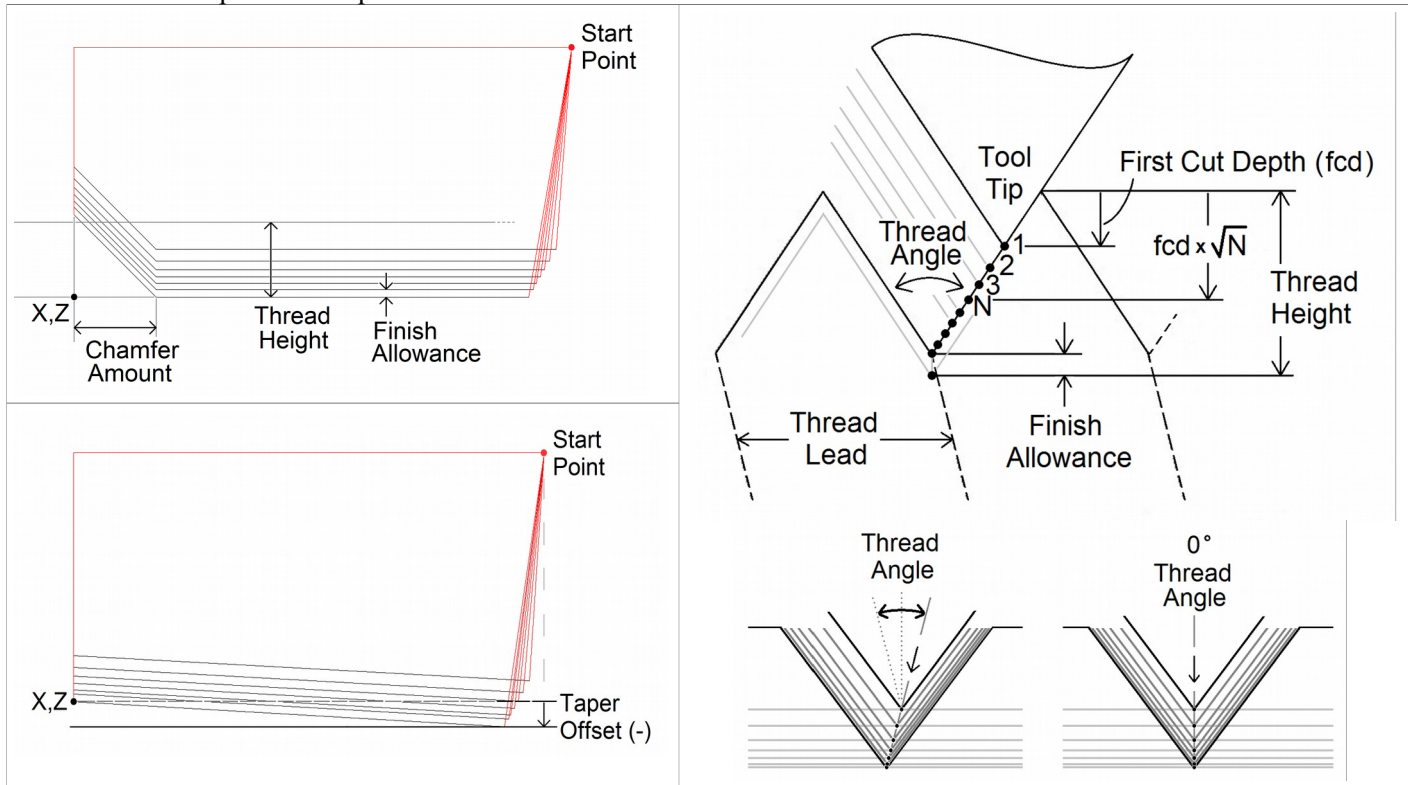 Start
Point
X,Z
Thread
Height
Finish
Allowance
Chamfer
Amount
Start
Point
X,Z
Taper
Offset (-)
Tool
Tip
First Cut Depth (fcd)
Thread
Angle
1
2
3
N
fcd x √N
Thread
Height
Thread
Lead
Finish
Allowance
Thread
Angle
0°
Thread
Angle